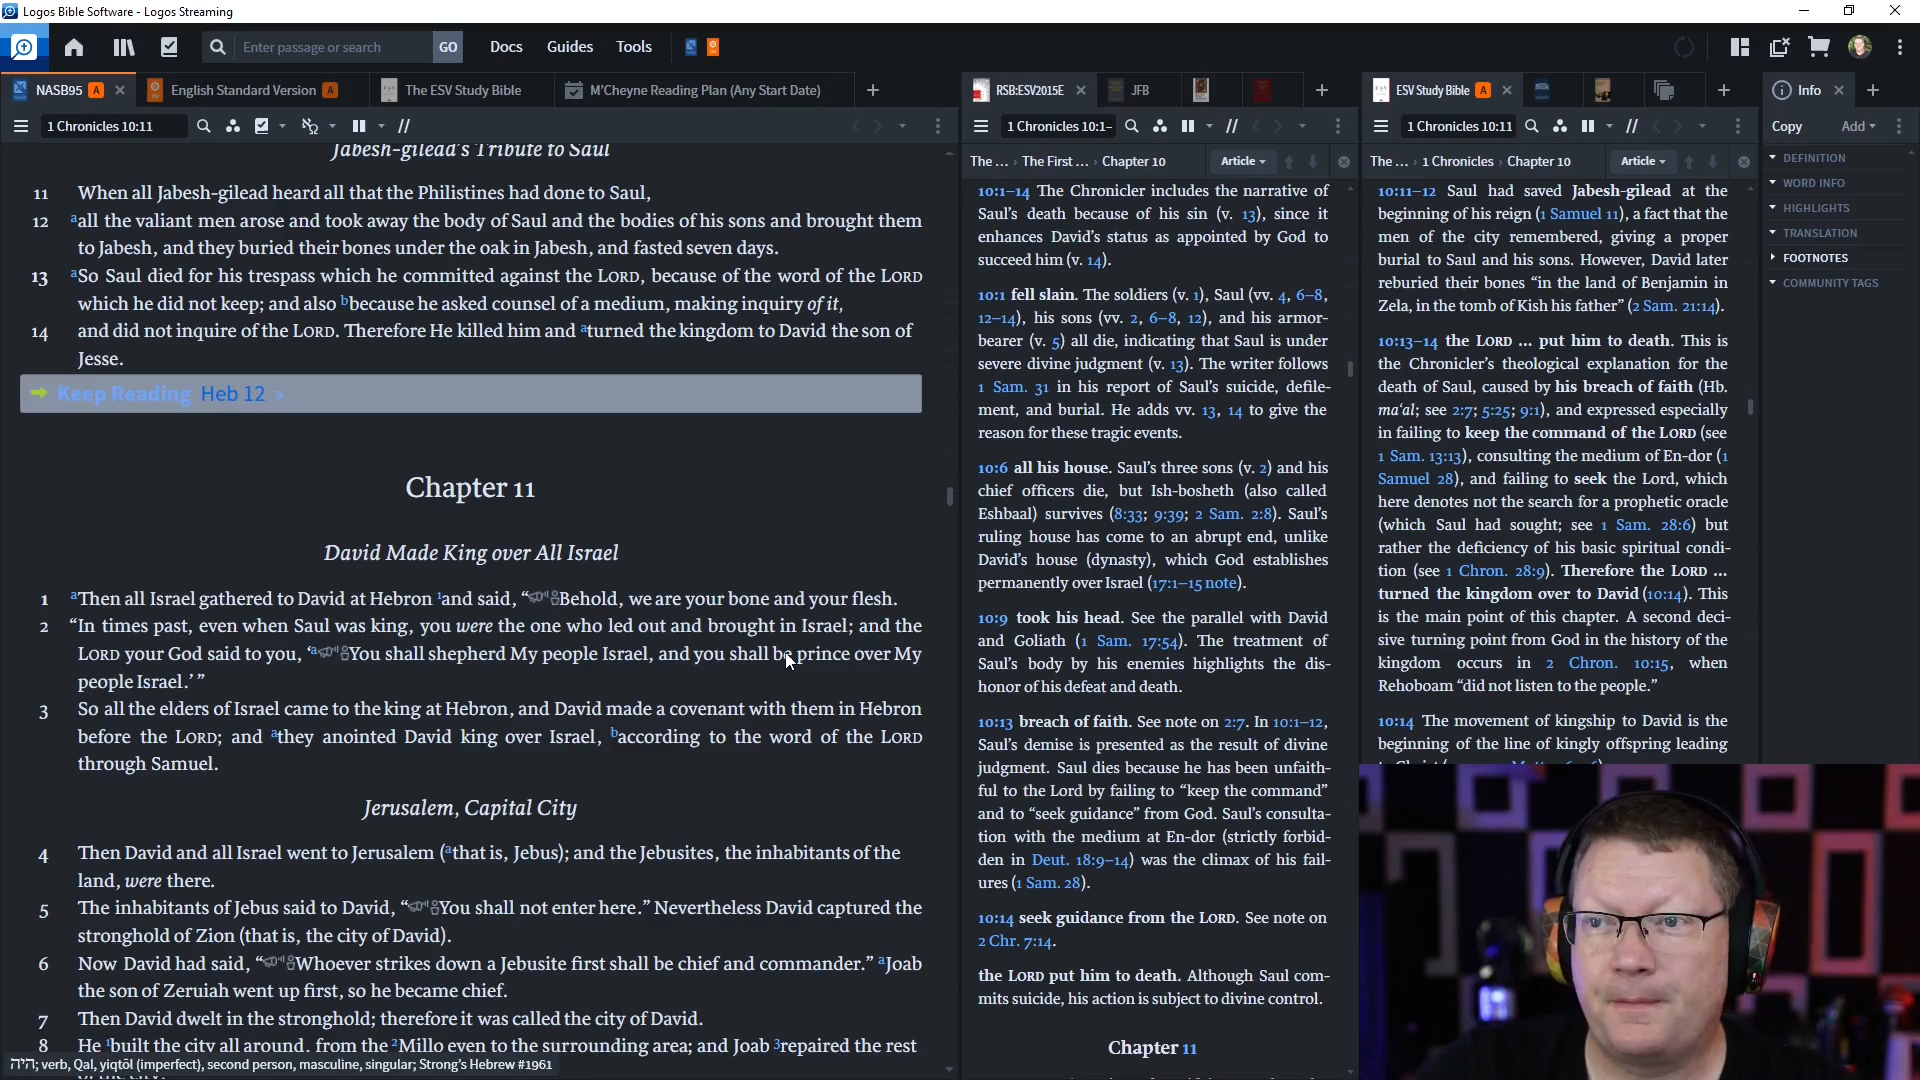 Logos Bible Software - Logos Streaming
Enter passage or search
GO
Docs
Guides
Tools
NASB95 A
English Standard Version A
The ESV Study Bible
M'Cheyne Reading Plan (Any Start Date)
1 Chronicles 10:11
Jabesh-gilead's Tribute to Saul
11 When all Jabesh-gilead heard all that the Philistines had done to Saul,
12 aall the valiant men arose and took away the body of Saul and the bodies of his sons and brought them
to Jabesh, and they buried their bones under the oak in Jabesh, and fasted seven days.
13 aSo Saul died for his trespass which he committed against the LORD, because of the word of the LORD
which he did not keep; and also bbecause he asked counsel of a medium, making inquiry of it,
14 and did not inquire of the LORD. Therefore He killed him and aturned the kingdom to David the son of
Jesse.
Keep Reading Heb 12 »
Chapter 11
David Made King over All Israel
1 aThen all Israel gathered to David at Hebron 1and said, “Behold, we are your bone and your flesh.
2 “In times past, even when Saul was king, you were the one who led out and brought in Israel; and the
LORD your God said to you, ‘aYou shall shepherd My people Israel, and you shall be prince over My
people Israel.’ ”
3 So all the elders of Israel came to the king at Hebron, and David made a covenant with them in Hebron
before the LORD; and athey anointed David king over Israel, baccording to the word of the LORD
through Samuel.
Jerusalem, Capital City
4 Then David and all Israel went to Jerusalem (athat is, Jebus); and the Jebusites, the inhabitants of the
land, were there.
5 The inhabitants of Jebus said to David, “You shall not enter here.” Nevertheless David captured the
stronghold of Zion (that is, the city of David).
6 Now David had said, “Whoever strikes down a Jebusite first shall be chief and commander.” aJoab
the son of Zeruiah went up first, so he became chief.
7 Then David dwelt in the stronghold; therefore it was called the city of David.
8 He 1built the city all around, from the 2Millo even to the surrounding area; and Joab 3repaired the rest
of the city.
היה; verb, Qal, yiqtōl (imperfect), second person, masculine, singular; Strong's Hebrew #1961
RSB:ESV2015E
JFB
1 Chronicles 10:1–
The ... › The First ... › Chapter 10
Article
10:1–14 The Chronicler includes the narrative of
Saul's death because of his sin (v. 13), since it
enhances David's status as appointed by God to
succeed him (v. 14).
10:1 fell slain. The soldiers (v. 1), Saul (vv. 4, 6–8,
12–14), his sons (vv. 2, 6–8, 12), and his armor-
bearer (v. 5) all die, indicating that Saul is under
severe divine judgment (v. 13). The writer follows
1 Sam. 31 in his report of Saul's suicide, defile-
ment, and burial. He adds vv. 13, 14 to give the
reason for these tragic events.
10:6 all his house. Saul's three sons (v. 2) and his
chief officers die, but Ish-bosheth (also called
Eshbaal) survives (8:33; 9:39; 2 Sam. 2:8). Saul's
ruling house has come to an abrupt end, unlike
David's house (dynasty), which God establishes
permanently over Israel (17:1–15 note).
10:9 took his head. See the parallel with David
and Goliath (1 Sam. 17:54). The treatment of
Saul's body by his enemies highlights the dis-
honor of his defeat and death.
10:13 breach of faith. See note on 2:7. In 10:1–12,
Saul's demise is presented as the result of divine
judgment. Saul dies because he has been unfaith-
ful to the Lord by failing to “keep the command”
and to “seek guidance” from God. Saul's consulta-
tion with the medium at En-dor (strictly forbid-
den in Deut. 18:9–14) was the climax of his fail-
ures (1 Sam. 28).
10:14 seek guidance from the LORD. See note on
2 Chr. 7:14.
the LORD put him to death. Although Saul com-
mits suicide, his action is subject to divine control.
Chapter 11
ESV Study Bible A
1 Chronicles 10:11
The ... › 1 Chronicles › Chapter 10
Article
10:11–12 Saul had saved Jabesh-gilead at the
beginning of his reign (1 Samuel 11), a fact that the
men of the city remembered, giving a proper
burial to Saul and his sons. However, David later
reburied their bones “in the land of Benjamin in
Zela, in the tomb of Kish his father” (2 Sam. 21:14).
10:13–14 the LORD ... put him to death. This is
the Chronicler's theological explanation for the
death of Saul, caused by his breach of faith (Hb.
ma‘al; see 2:7; 5:25; 9:1), and expressed especially
in failing to keep the command of the LORD (see
1 Sam. 13:13), consulting the medium of En-dor (1
Samuel 28), and failing to seek the Lord, which
here denotes not the search for a prophetic oracle
(which Saul had sought; see 1 Sam. 28:6) but
rather the deficiency of his basic spiritual condi-
tion (see 1 Chron. 28:9). Therefore the LORD ...
turned the kingdom over to David (10:14). This
is the main point of this chapter. A second deci-
sive turning point from God in the history of the
kingdom occurs in 2 Chron. 10:15, when
Rehoboam “did not listen to the people.”
10:14 The movement of kingship to David is the
beginning of the line of kingly offspring leading
Info
Copy
Add
DEFINITION
WORD INFO
HIGHLIGHTS
TRANSLATION
FOOTNOTES
COMMUNITY TAGS